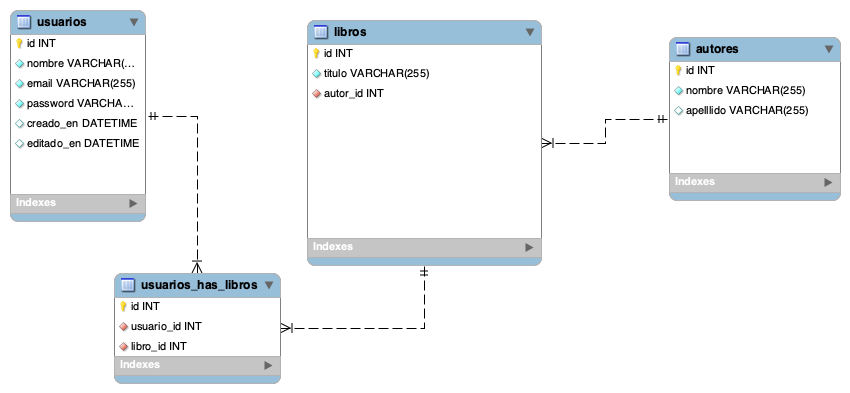 usuarios
id INT
nombre VARCHAR(...
email VARCHAR(255)
password VARCHA...
creado_en DATETIME
editado_en DATETIME
Indexes
libros
id INT
titulo VARCHAR(255)
autor_id INT
Indexes
autores
id INT
nombre VARCHAR(255)
apelllido VARCHAR(255)
Indexes
usuarios_has_libros
id INT
usuario_id INT
libro_id INT
Indexes